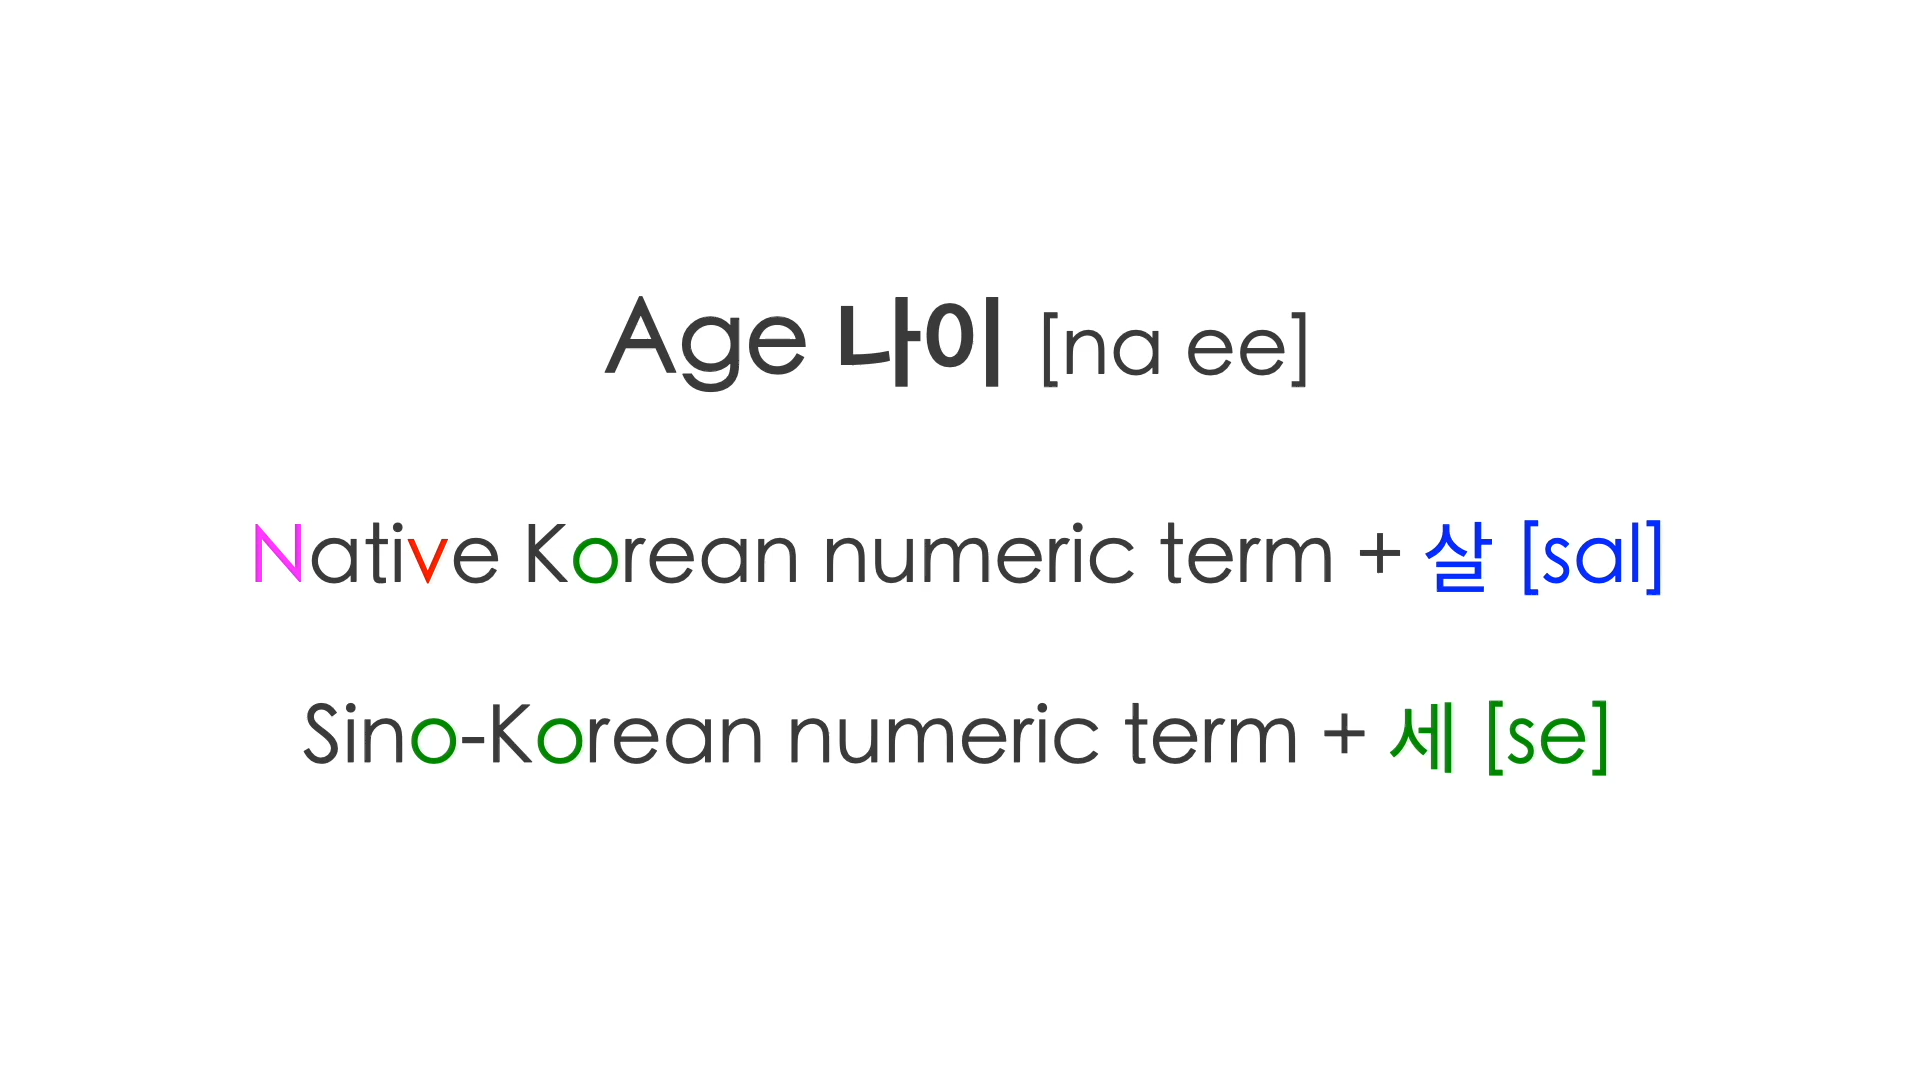 Age 나이 [na ee]
Native Korean numeric term + 살 [sal]
Sino-Korean numeric term + 세 [se]